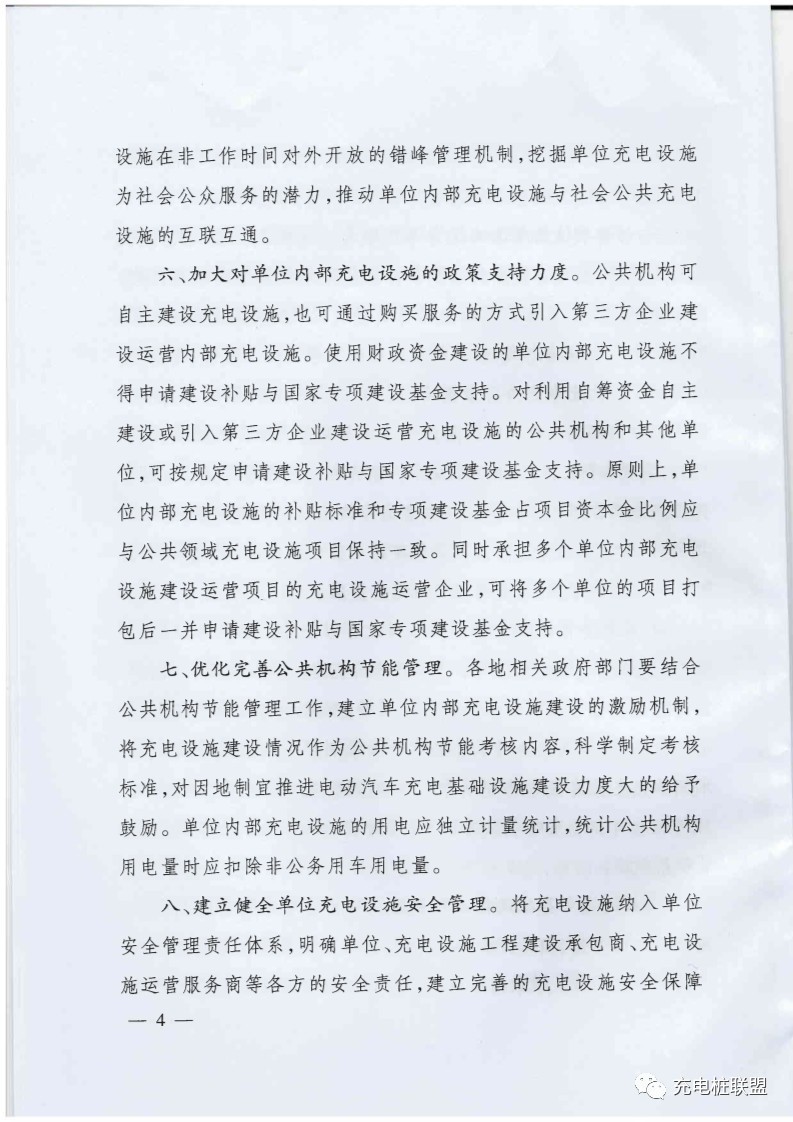 设施在非工作时间对外开放的错峰管理机制,挖掘单位充电设施
为社会公众服务的潜力,推动单位内部充电设施与社会公共充电
设施的互联互通。
六、加大对单位内部充电设施的政策支持力度。公共机构可
自主建设充电设施,也可通过购买服务的方式引入第三方企业建
设运营内部充电设施。使用财政资金建设的单位内部充电设施不
得申请建设补贴与国家专项建设基金支持。对利用自筹资金自主
建设或引入第三方企业建设运营充电设施的公共机构和其他单
位,可按规定申请建设补贴与国家专项建设基金支持。原则上,单
位内部充电设施的补贴标准和专项建设基金占项目资本金比例应
与公共领域充电设施项目保持一致。同时承担多个单位内部充电
设施建设运营项目的充电设施运营企业,可将多个单位的项目打
包后一并申请建设补贴与国家专项建设基金支持。
七、优化完善公共机构节能管理。各地相关政府部门要结合
公共机构节能管理工作,建立单位内部充电设施建设的激励机制,
将充电设施建设情况作为公共机构节能考核内容,科学制定考核
标准,对因地制宜推进电动汽车充电基础设施建设力度大的给予
鼓励。单位内部充电设施的用电应独立计量统计,统计公共机构
用电量时应扣除非公务用车用电量。
八、建立健全单位充电设施安全管理。将充电设施纳入单位
安全管理责任体系,明确单位、充电设施工程建设承包商、充电设
施运营服务商等各方的安全责任,建立完善的充电设施安全保障
— 4 —
充电桩联盟